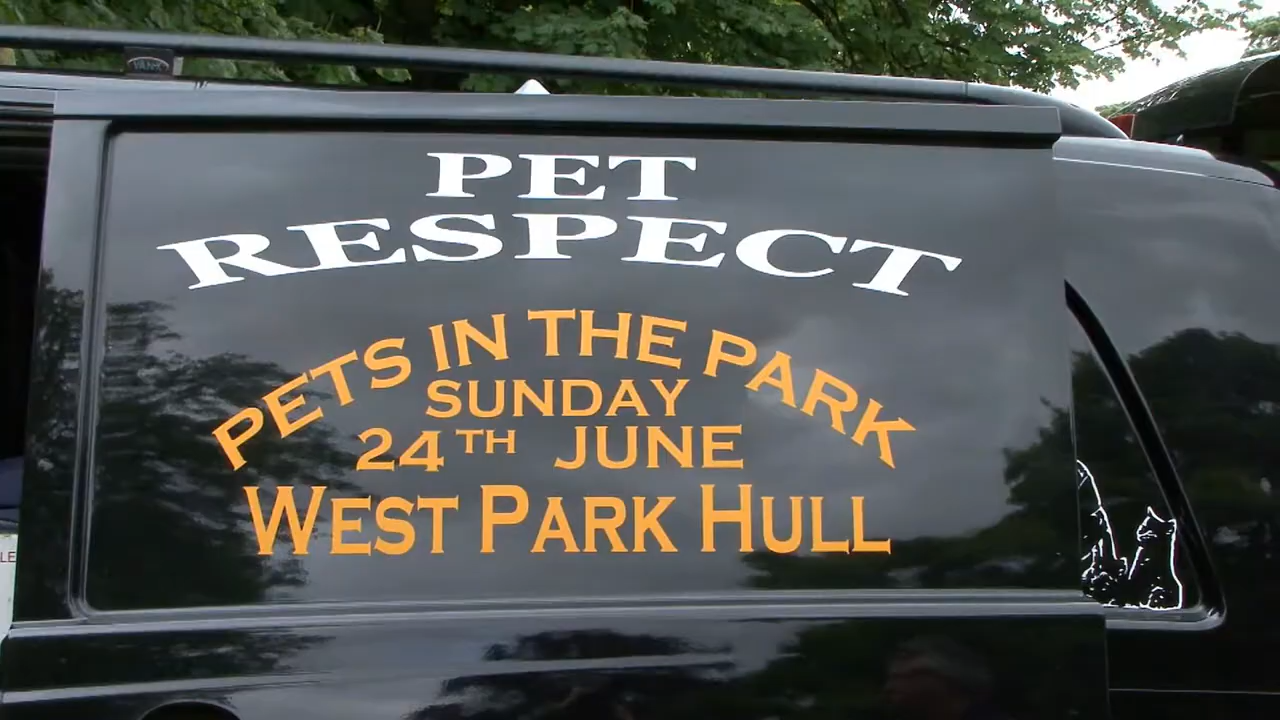 PET
RESPECT
PETS IN THE PARK
SUNDAY
24TH JUNE
WEST PARK HULL